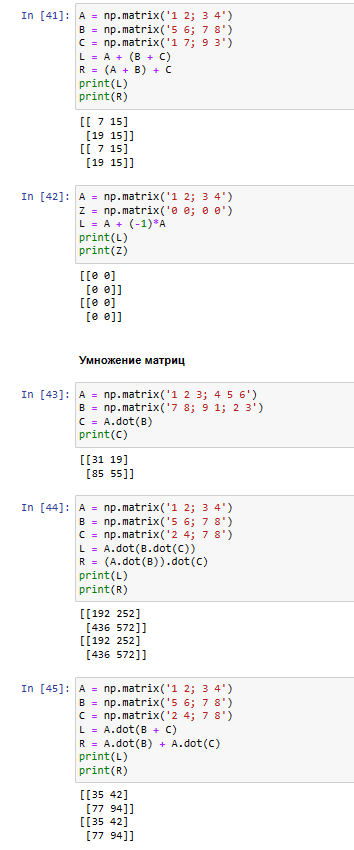 In [41]: A = np.matrix('1 2; 3 4')
B = np.matrix('5 6; 7 8')
C = np.matrix('1 7; 9 3')
L = A + (B + C)
R = (A + B) + C
print(L)
print(R)
[[ 7 15]
[19 15]]
[[ 7 15]
[19 15]]
In [42]: A = np.matrix('1 2; 3 4')
Z = np.matrix('0 0; 0 0')
L = A + (-1)*A
print(L)
print(Z)
[[0 0]
[0 0]]
[[0 0]
[0 0]]
Умножение матриц
In [43]: A = np.matrix('1 2 3; 4 5 6')
B = np.matrix('7 8; 9 1; 2 3')
C = A.dot(B)
print(C)
[[31 19]
[85 55]]
In [44]: A = np.matrix('1 2; 3 4')
B = np.matrix('5 6; 7 8')
C = np.matrix('2 4; 7 8')
L = A.dot(B.dot(C))
R = (A.dot(B)).dot(C)
print(L)
print(R)
[[192 252]
[436 572]]
[[192 252]
[436 572]]
In [45]: A = np.matrix('1 2; 3 4')
B = np.matrix('5 6; 7 8')
C = np.matrix('2 4; 7 8')
L = A.dot(B + C)
R = A.dot(B) + A.dot(C)
print(L)
print(R)
[[35 42]
[77 94]]
[[35 42]
[77 94]]